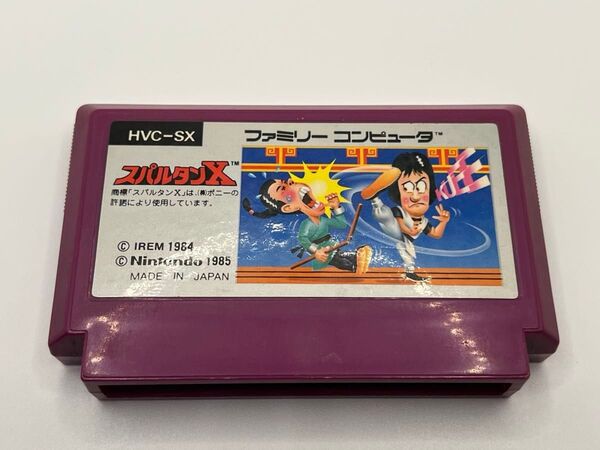 HVC-SX
ファミリー コンピュータ™
スパルタンX™
商標「スパルタンX」は、(株)ポニーの
許諾により使用しています。
© IREM 1984
© Nintendo 1985
MADE IN JAPAN